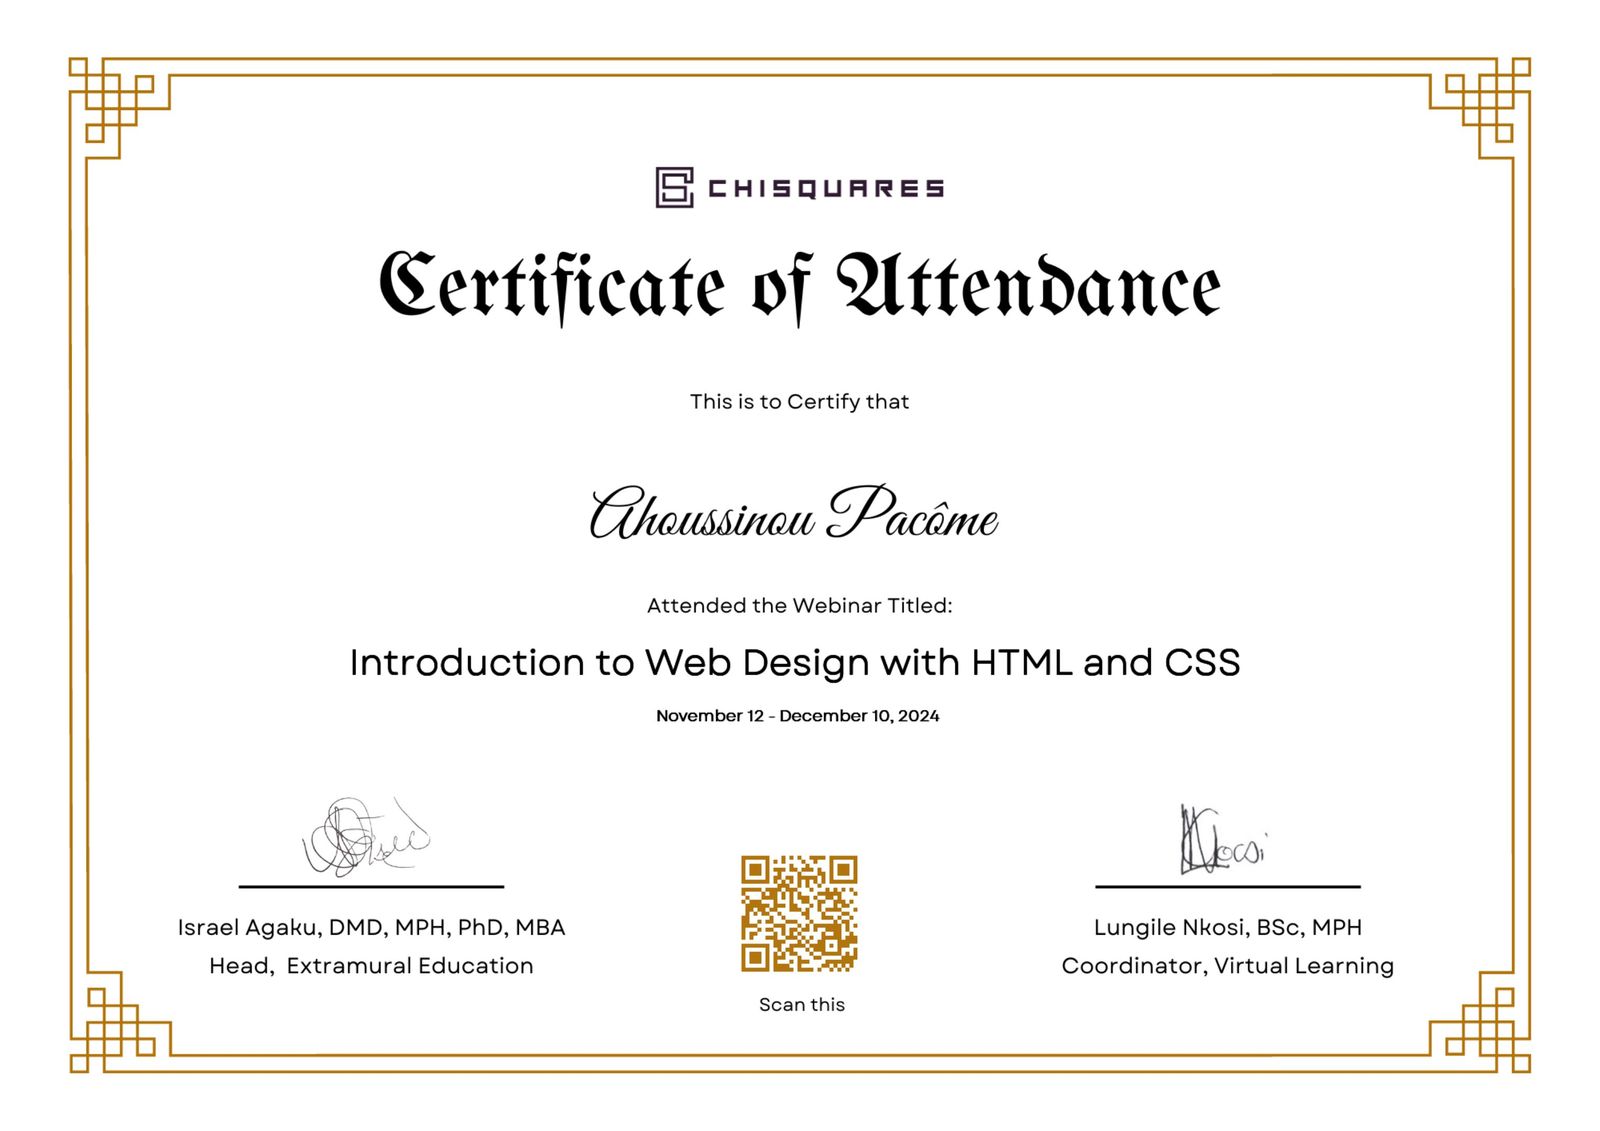 CHISQUARES
Certificate of Attendance
This is to Certify that
Ahoussinou Pacôme
Attended the Webinar Titled:
Introduction to Web Design with HTML and CSS
November 12 - December 10, 2024
Israel Agaku, DMD, MPH, PhD, MBA
Head, Extramural Education
Scan this
Nkosi
Lungile Nkosi, BSc, MPH
Coordinator, Virtual Learning